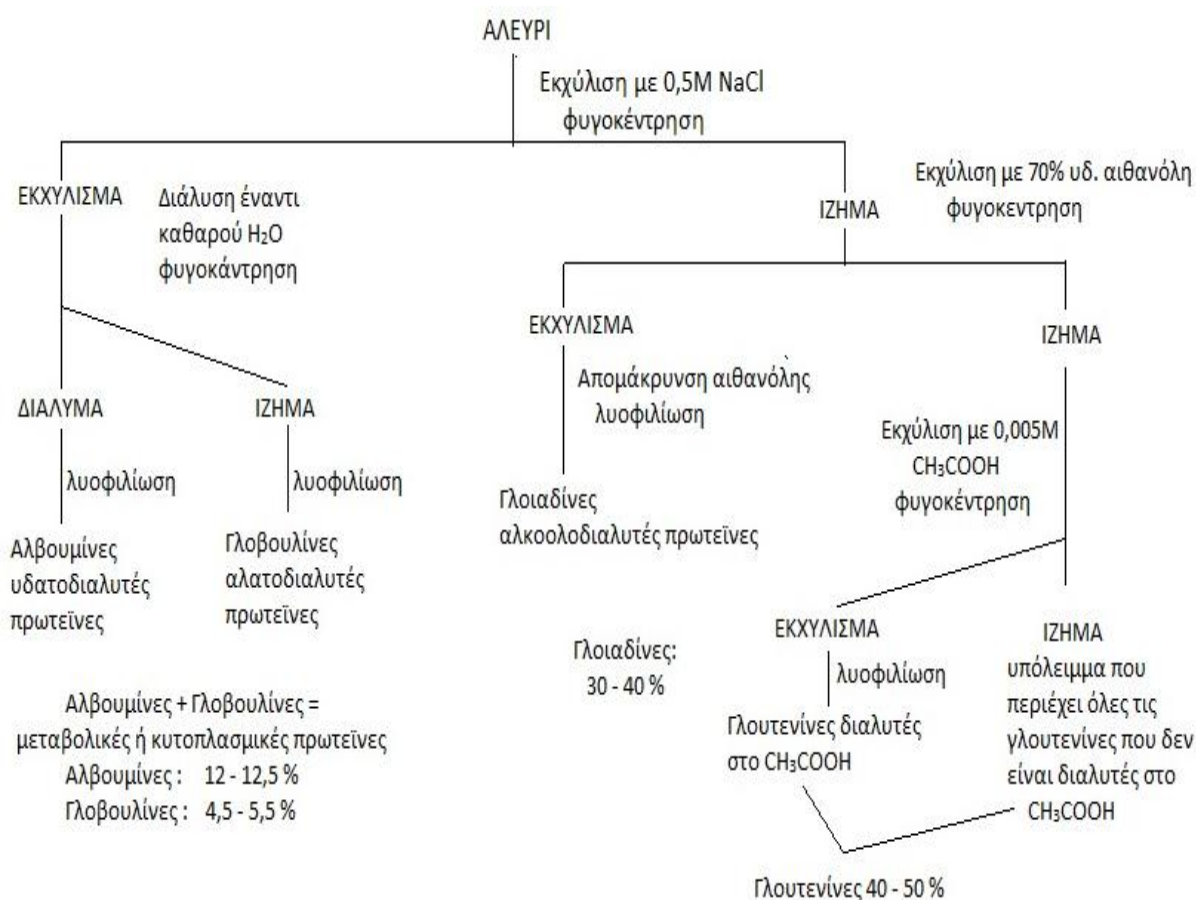 ΑΛΕΥΡΙ
Εκχύλιση με 0,5M NaCl
φυγοκέντρηση
ΕΚΧΥΛΙΣΜΑ
Διάλυση έναντι
καθαρού H₂O
φυγοκάντρηση
ΙΖΗΜΑ
Εκχύλιση με 70% υδ. αιθανόλη
φυγοκεντρηση
ΕΚΧΥΛΙΣΜΑ
Απομάκρυνση αιθανόλης
λυοφιλίωση
ΙΖΗΜΑ
ΔΙΑΛΥΜΑ
ΙΖΗΜΑ
λυοφιλίωση
λυοφιλίωση
Εκχύλιση με 0,005M
CH₃COOH
φυγοκέντρηση
Γλοιαδίνες
αλκοολοδιαλυτές πρωτεϊνες
Αλβουμίνες
υδατοδιαλυτές
πρωτεϊνες
Γλοβουλίνες
αλατοδιαλυτές
πρωτεϊνες
Γλοιαδίνες:
30 - 40 %
ΕΚΧΥΛΙΣΜΑ
λυοφιλίωση
Γλουτενίνες διαλυτές
στο CH₃COOH
ΙΖΗΜΑ
υπόλειμμα που
περιέχει όλες τις
γλουτενίνες που δεν
είναι διαλυτές στο
CH₃COOH
Αλβουμίνες + Γλοβουλίνες =
μεταβολικές ή κυτοπλασμικές πρωτεϊνες
Αλβουμίνες : 12 - 12,5 %
Γλοβουλίνες : 4,5 - 5,5 %
Γλουτενίνες 40 - 50 %